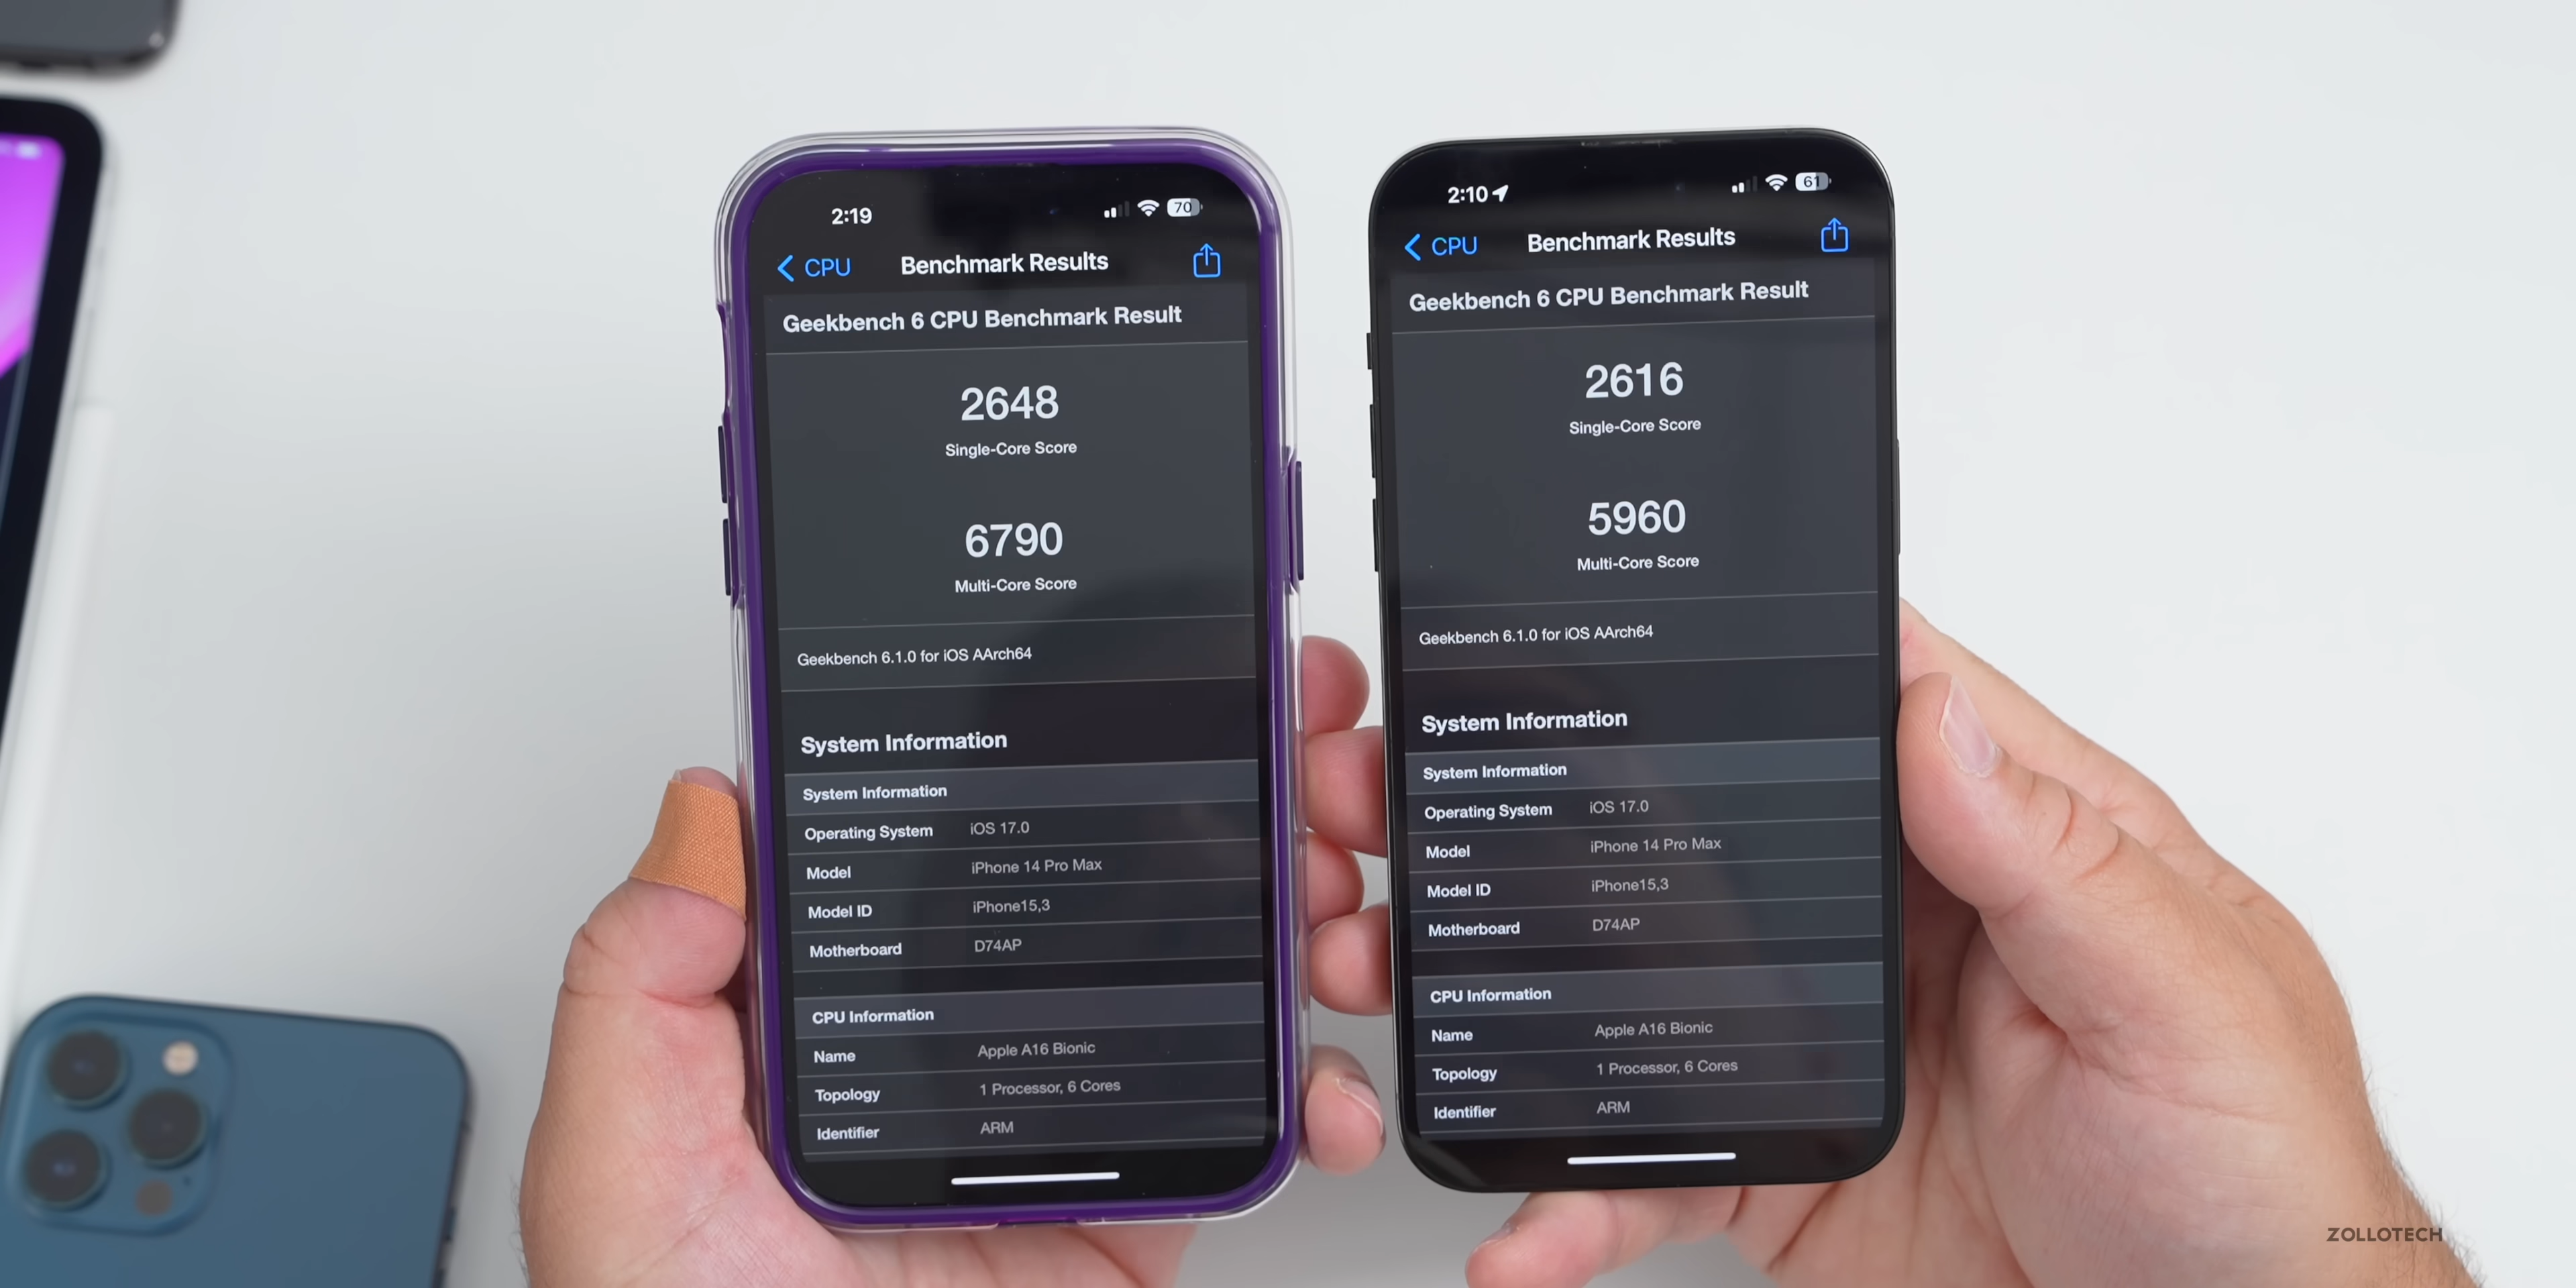 2:19
70
CPU
Benchmark Results
Geekbench 6 CPU Benchmark Result
2648
Single-Core Score
6790
Multi-Core Score
Geekbench 6.1.0 for iOS AArch64
System Information
System Information
Operating System iOS 17.0
Model iPhone 14 Pro Max
Model ID iPhone15,3
Motherboard D74AP
CPU Information
Name Apple A16 Bionic
Topology 1 Processor, 6 Cores
Identifier ARM
2:10
61
CPU
Benchmark Results
Geekbench 6 CPU Benchmark Result
2616
Single-Core Score
5960
Multi-Core Score
Geekbench 6.1.0 for iOS AArch64
System Information
System Information
Operating System iOS 17.0
Model iPhone 14 Pro Max
Model ID iPhone15,3
Motherboard D74AP
CPU Information
Name Apple A16 Bionic
Topology 1 Processor, 6 Cores
Identifier ARM
ZOLLOTECH